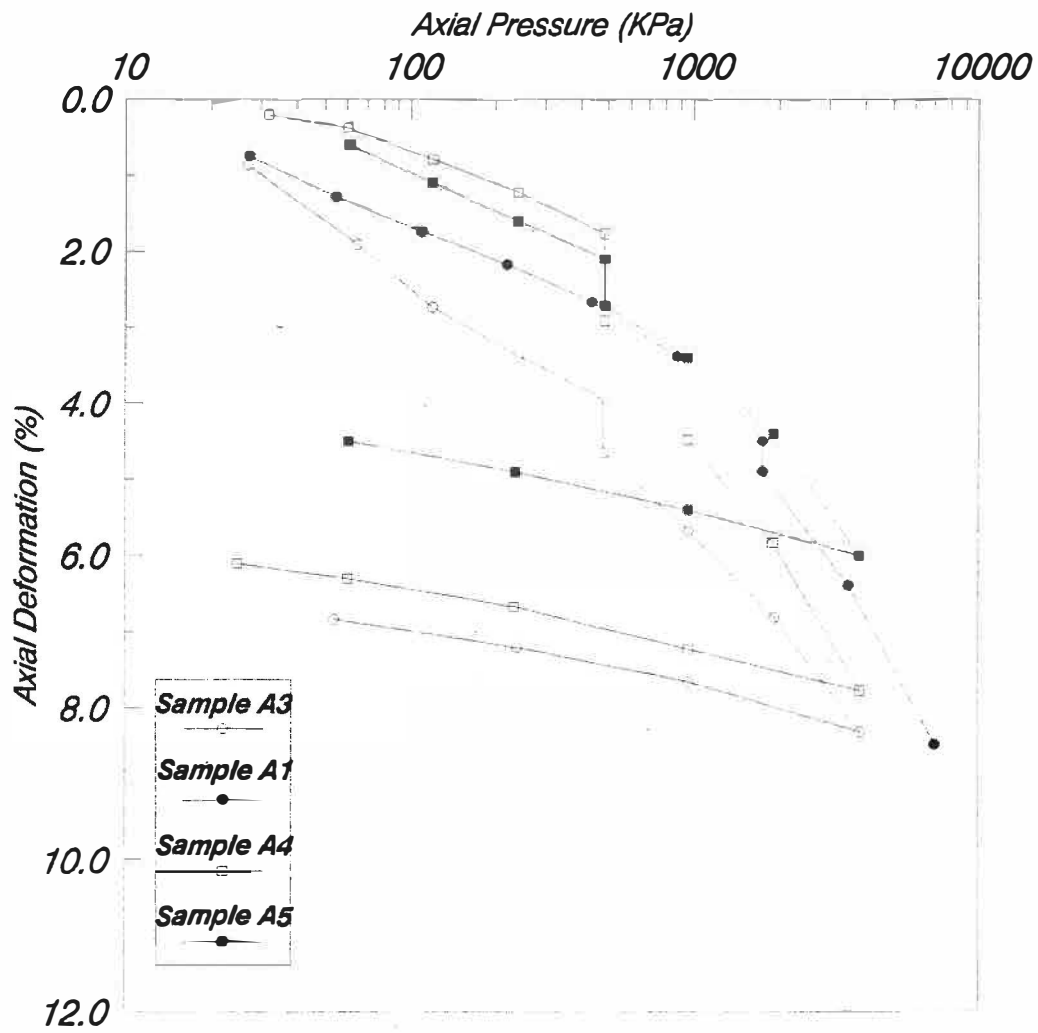 Axial Pressure (KPa)
10 100 1000 10000
0.0
2.0
4.0
6.0
8.0
10.0
12.0
Axial Deformation (%)
Sample A3
Sample A1
Sample A4
Sample A5